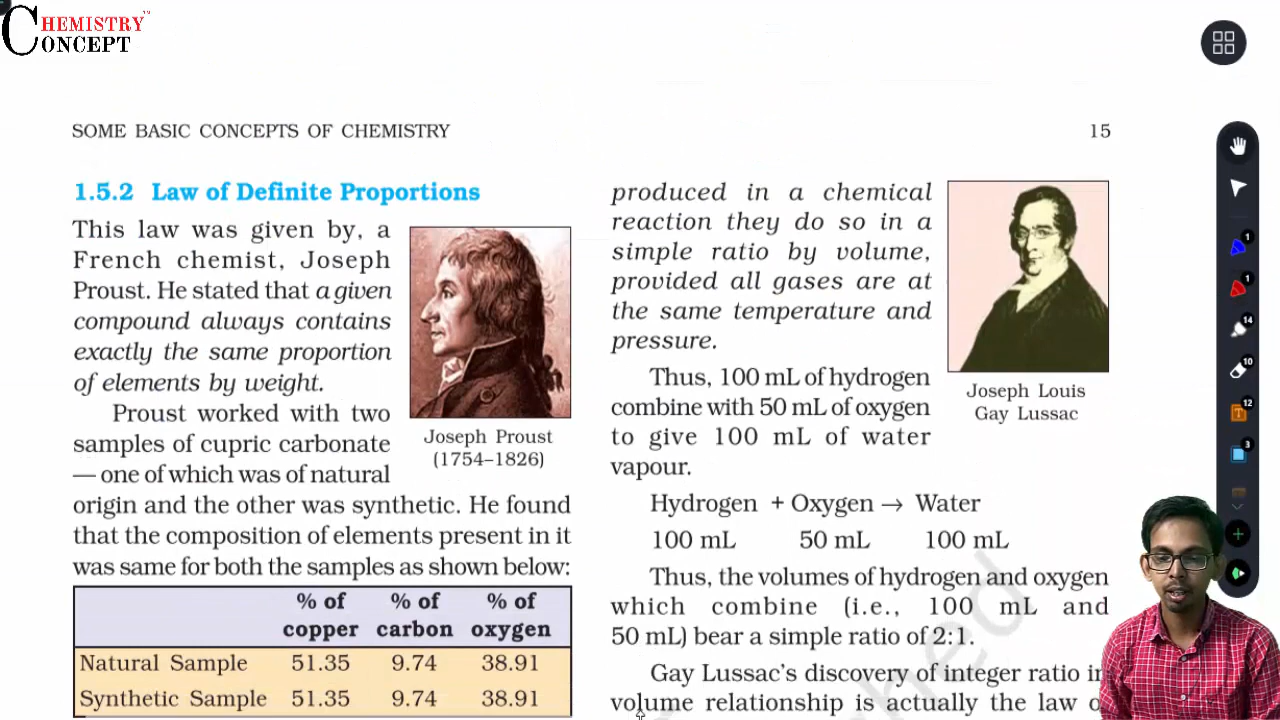 CHEMISTRY™
CONCEPT
SOME BASIC CONCEPTS OF CHEMISTRY
15
1.5.2 Law of Definite Proportions
This law was given by, a
French chemist, Joseph
Proust. He stated that a given
compound always contains
exactly the same proportion
of elements by weight.
Proust worked with two
samples of cupric carbonate
— one of which was of natural
origin and the other was synthetic. He found
that the composition of elements present in it
was same for both the samples as shown below:
Joseph Proust
(1754–1826)
% of % of % of
copper carbon oxygen
Natural Sample 51.35 9.74 38.91
Synthetic Sample 51.35 9.74 38.91
produced in a chemical
reaction they do so in a
simple ratio by volume,
provided all gases are at
the same temperature and
pressure.
Joseph Louis
Gay Lussac
Thus, 100 mL of hydrogen
combine with 50 mL of oxygen
to give 100 mL of water
vapour.
Hydrogen + Oxygen → Water
100 mL 50 mL 100 mL
Thus, the volumes of hydrogen and oxygen
which combine (i.e., 100 mL and
50 mL) bear a simple ratio of 2:1.
Gay Lussac's discovery of integer ratio
volume relationship is actually the law
1
1
14
10
12
3